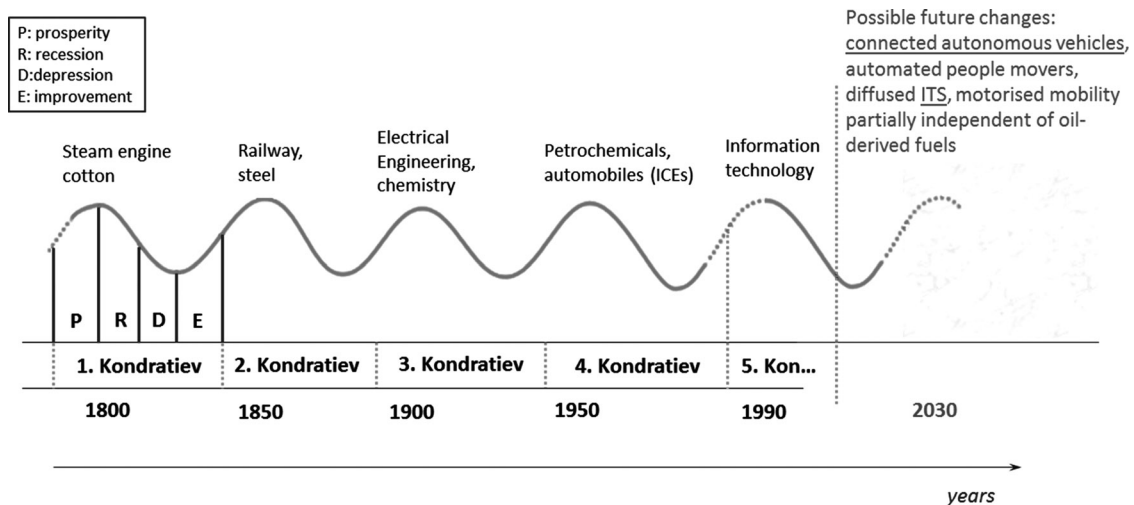 P: prosperity
R: recession
D:depression
E: improvement
Possible future changes:
connected autonomous vehicles,
automated people movers,
diffused ITS, motorised mobility
partially independent of oil-
derived fuels
Steam engine
cotton
Railway,
steel
Electrical
Engineering,
chemistry
Petrochemicals,
automobiles (ICEs)
Information
technology
P R D E
1. Kondratiev 2. Kondratiev 3. Kondratiev 4. Kondratiev 5. Kon...
1800 1850 1900 1950 1990 2030
years